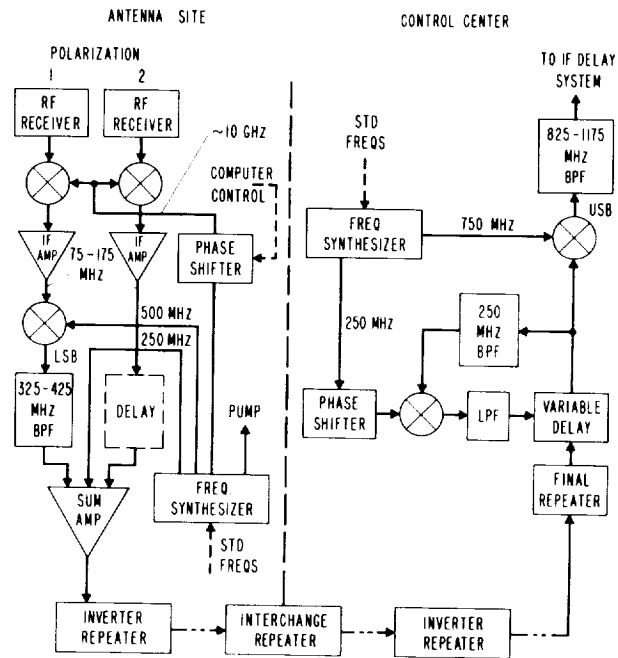 ANTENNA SITE
CONTROL CENTER
POLARIZATION
1
2
RF
RECEIVER
RF
RECEIVER
~10 GHZ
COMPUTER
CONTROL
IF
AMP
IF
AMP
75-175
MHZ
PHASE
SHIFTER
500 MHZ
250 MHZ
LSB
325-425
MHZ
BPF
DELAY
PUMP
SUM
AMP
FREQ
SYNTHESIZER
STD
FREQS
INVERTER
REPEATER
INTERCHANGE
REPEATER
INVERTER
REPEATER
TO IF DELAY
SYSTEM
825-1175
MHZ
BPF
USB
STD
FREQS
FREQ
SYNTHESIZER
750 MHZ
250 MHZ
250
MHZ
BPF
PHASE
SHIFTER
LPF
VARIABLE
DELAY
FINAL
REPEATER